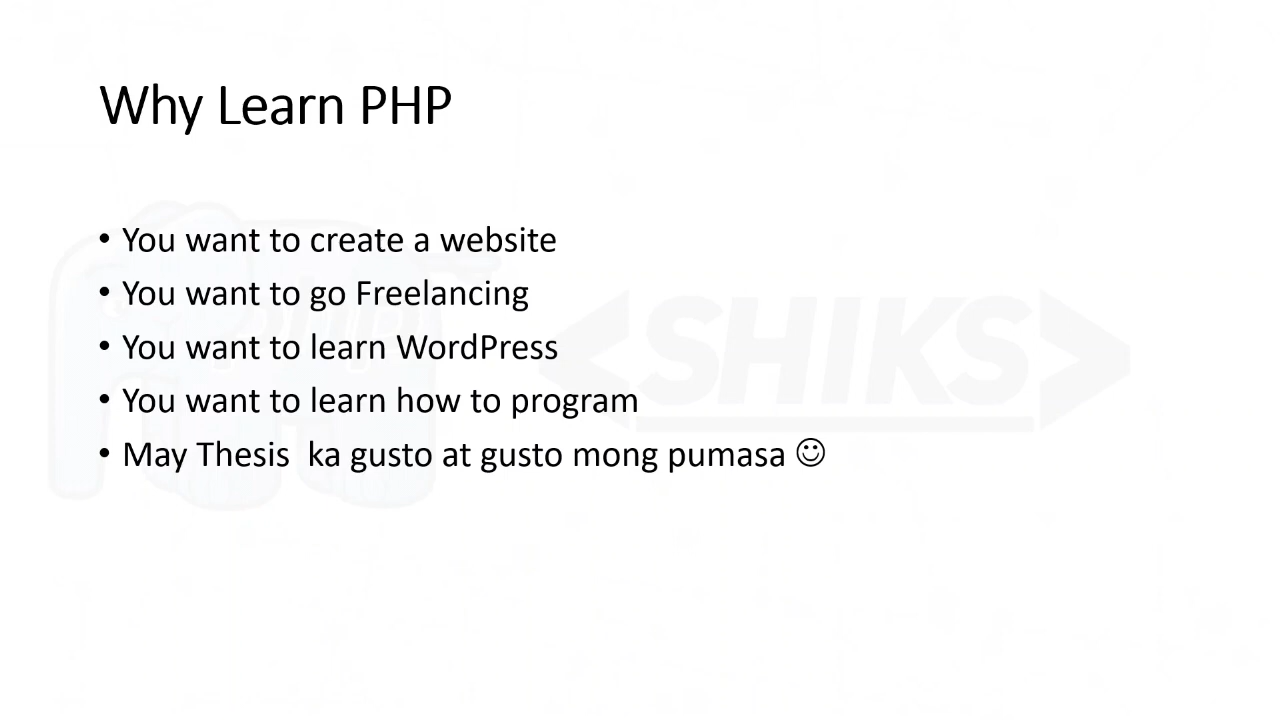 Why Learn PHP
• You want to create a website
• You want to go Freelancing
• You want to learn WordPress
• You want to learn how to program
• May Thesis  ka gusto at gusto mong pumasa ☺
<SHIKS>